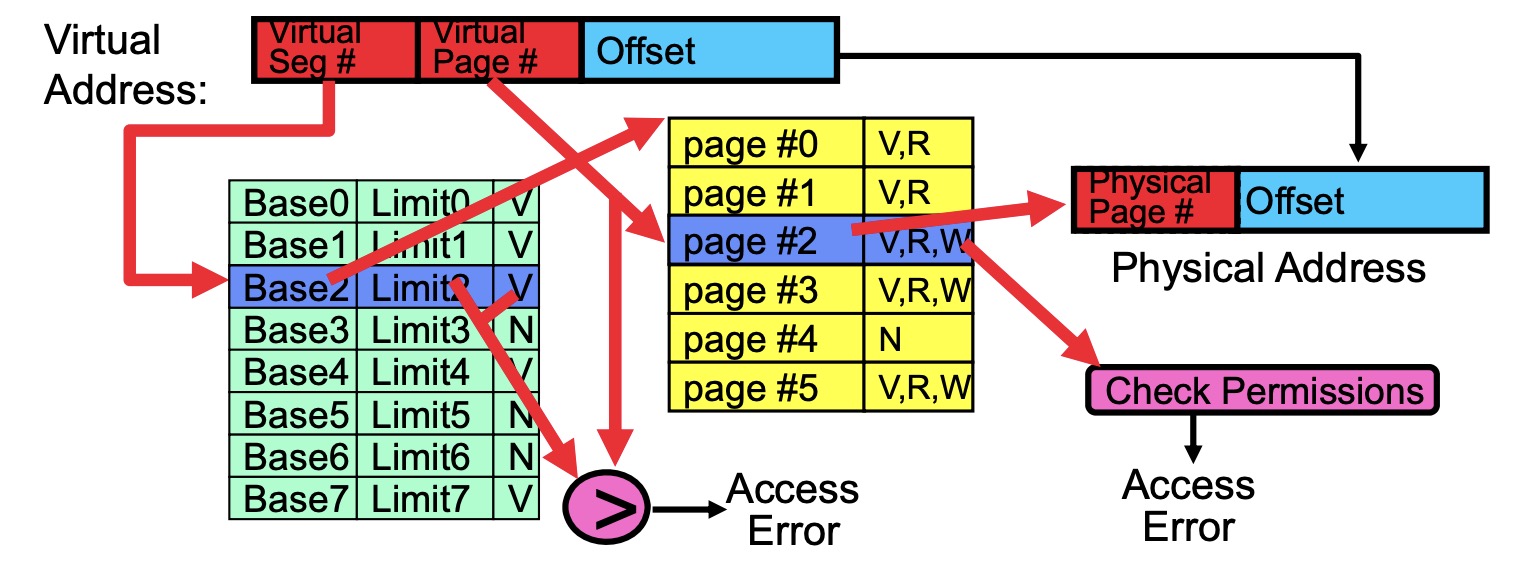 Virtual
Address:
Virtual
Seg #
Virtual
Page #
Offset
Base0 Limit0 V
Base1 Limit1 V
Base2 Limit2 V
Base3 Limit3 N
Base4 Limit4 V
Base5 Limit5 N
Base6 Limit6 N
Base7 Limit7 V
page #0 V,R
page #1 V,R
page #2 V,R,W
page #3 V,R,W
page #4 N
page #5 V,R,W
Physical
Page #
Offset
Physical Address
Check Permissions
>
Access
Error
Access
Error